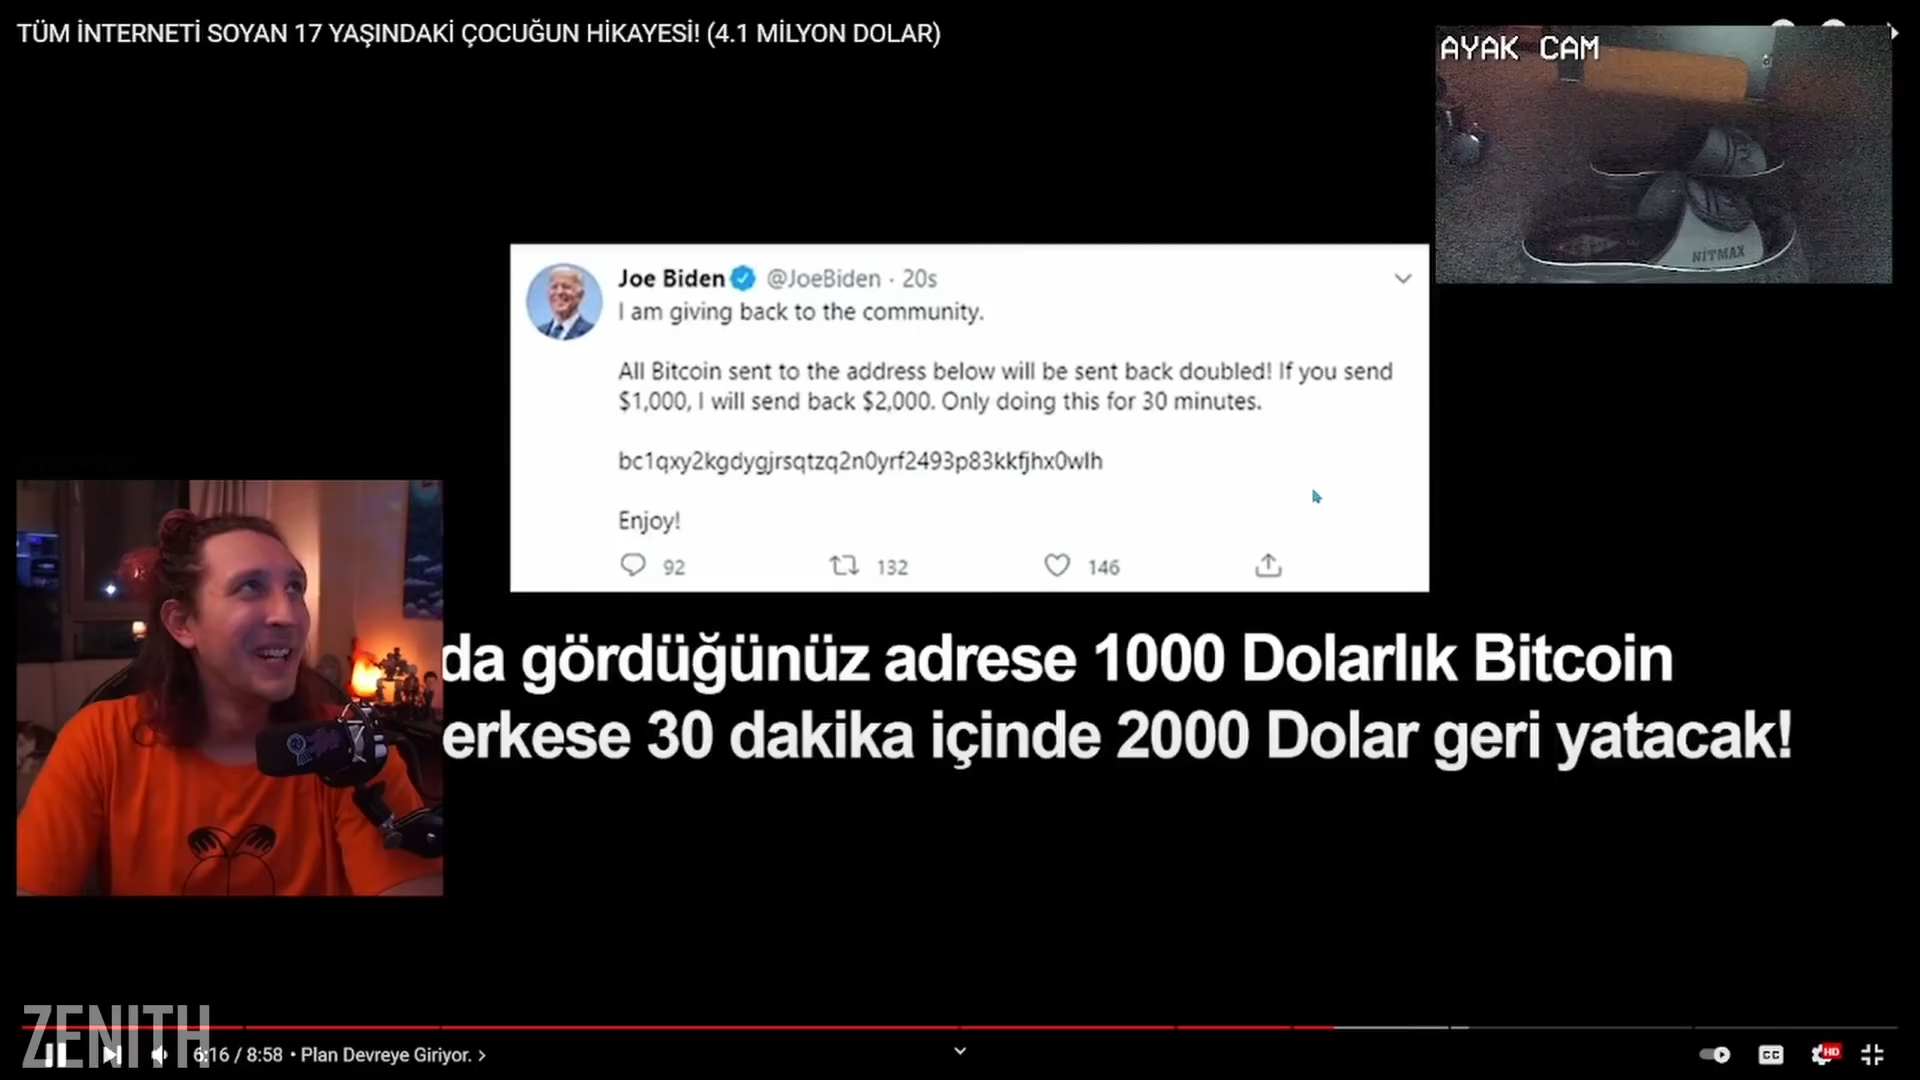 TÜM İNTERNETİ SOYAN 17 YAŞINDAKİ ÇOCUĞUN HİKAYESİ! (4.1 MİLYON DOLAR)
AYAK CAM
NiTMAX
Joe Biden @JoeBiden · 20s
I am giving back to the community.
All Bitcoin sent to the address below will be sent back doubled! If you send
$1,000, I will send back $2,000. Only doing this for 30 minutes.
bc1qxy2kgdygjrsqtzq2n0yrf2493p83kkfjhx0wlh
Enjoy!
92 132 146
da gördüğünüz adrese 1000 Dolarlık Bitcoin
erkese 30 dakika içinde 2000 Dolar geri yatacak!
ZENITH
6:16 / 8:58 • Plan Devreye Giriyor. >
CC HD